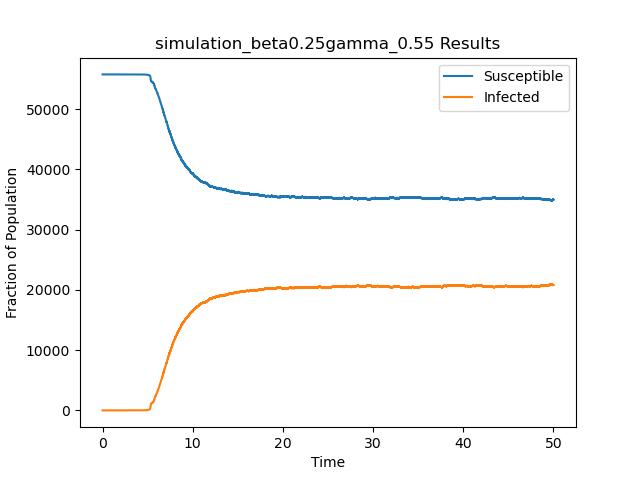 simulation_beta0.25gamma_0.55 Results
Susceptible
Infected
Fraction of Population
50000
40000
30000
20000
10000
0
0 10 20 30 40 50
Time